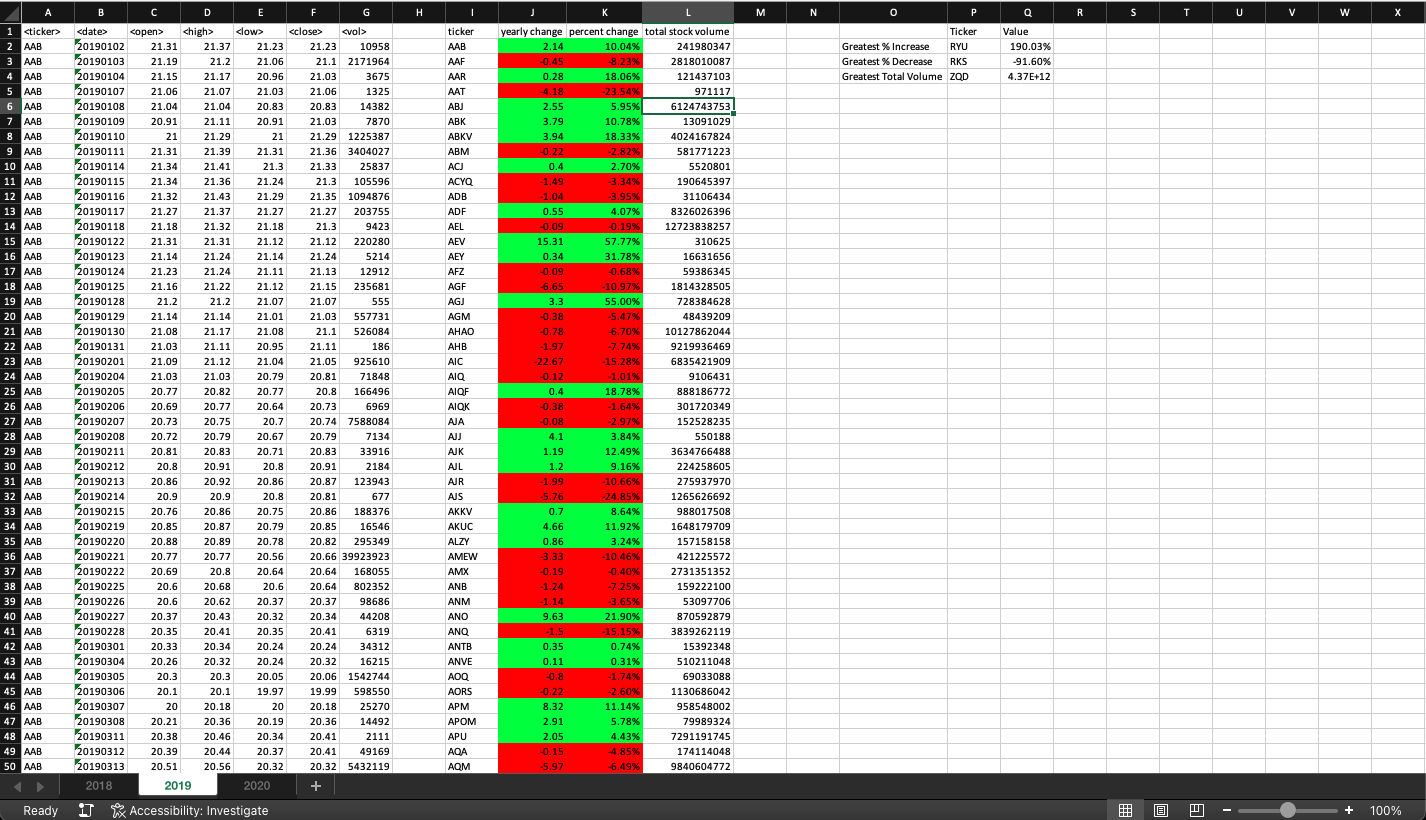 A B C D E F G H I J K L M N O P Q R S T U V W X
1 <ticker> <date> <open> <high> <low> <close> <vol> ticker yearly change percent change total stock volume Ticker Value
2 AAB 20190102 21.31 21.37 21.23 21.23 10958 AAB 2.14 10.04% 241980347 Greatest % Increase RYU 190.03%
3 AAB 20190103 21.19 21.2 21.06 21.1 2171964 AAF -0.45 -8.23% 2818010087 Greatest % Decrease RKS -91.60%
4 AAB 20190104 21.15 21.17 20.96 21.03 3675 AAR 0.28 18.06% 121437103 Greatest Total Volume ZQD 4.37E+12
5 AAB 20190107 21.06 21.07 21.03 21.06 1325 AAT -4.18 -23.54% 971117
6 AAB 20190108 21.04 21.04 20.83 20.83 14382 ABJ 2.55 5.95% 6124743753
7 AAB 20190109 20.91 21.11 20.91 21.03 7870 ABK 3.79 10.78% 13091029
8 AAB 20190110 21 21.29 21 21.29 1225387 ABKV 3.94 18.33% 4024167824
9 AAB 20190111 21.31 21.39 21.31 21.36 3404027 ABM -0.22 -2.82% 581771223
10 AAB 20190114 21.34 21.41 21.3 21.33 25837 ACJ 0.4 2.70% 5520801
11 AAB 20190115 21.34 21.36 21.24 21.3 105596 ACYQ -1.49 -3.34% 190645397
12 AAB 20190116 21.32 21.43 21.29 21.35 1094876 ADB -1.04 -3.95% 31106434
13 AAB 20190117 21.27 21.37 21.27 21.27 203755 ADF 0.55 4.07% 8326026396
14 AAB 20190118 21.18 21.32 21.18 21.3 9423 AEL -0.09 -0.19% 12723838257
15 AAB 20190122 21.31 21.31 21.12 21.12 220280 AEV 15.31 57.77% 310625
16 AAB 20190123 21.14 21.24 21.14 21.24 5214 AEY 0.34 31.78% 16631656
17 AAB 20190124 21.23 21.24 21.11 21.13 12912 AFZ -0.09 -0.68% 59386345
18 AAB 20190125 21.16 21.22 21.12 21.15 235681 AGF -6.65 -10.97% 1814328505
19 AAB 20190128 21.2 21.2 21.07 21.07 555 AGJ 3.3 55.00% 728384628
20 AAB 20190129 21.14 21.14 21.01 21.03 557731 AGM -0.38 -5.47% 48439209
21 AAB 20190130 21.08 21.17 21.08 21.1 526084 AHAO -0.78 -6.70% 10127862044
22 AAB 20190131 21.03 21.11 20.95 21.11 186 AHB -1.97 -7.74% 9219936469
23 AAB 20190201 21.09 21.12 21.04 21.05 925610 AIC -22.67 -15.28% 6835421909
24 AAB 20190204 21.03 21.03 20.79 20.81 71848 AIQ -0.12 -1.01% 9106431
25 AAB 20190205 20.77 20.82 20.77 20.8 166496 AIQF 0.4 18.78% 888186772
26 AAB 20190206 20.69 20.77 20.64 20.73 6969 AIQK -0.38 -1.64% 301720349
27 AAB 20190207 20.73 20.75 20.7 20.74 7588084 AJA -0.08 -2.97% 152528235
28 AAB 20190208 20.72 20.79 20.67 20.79 7134 AJJ 4.1 3.84% 550188
29 AAB 20190211 20.81 20.83 20.71 20.83 33916 AJK 1.19 12.49% 3634766488
30 AAB 20190212 20.8 20.91 20.8 20.91 2184 AJL 1.2 9.16% 224258605
31 AAB 20190213 20.86 20.92 20.86 20.87 123943 AJR -1.99 -10.66% 275937970
32 AAB 20190214 20.9 20.9 20.8 20.81 677 AJS -5.76 -24.85% 1265626692
33 AAB 20190215 20.76 20.86 20.75 20.86 188376 AKKV 0.7 8.64% 988017508
34 AAB 20190219 20.85 20.87 20.79 20.85 16546 AKUC 4.66 11.92% 1648179709
35 AAB 20190220 20.88 20.89 20.78 20.82 295349 ALZY 0.86 3.24% 157158158
36 AAB 20190221 20.77 20.77 20.56 20.66 39923923 AMEW -3.33 -10.46% 421225572
37 AAB 20190222 20.69 20.8 20.64 20.64 168055 AMX -0.19 -0.40% 2731351352
38 AAB 20190225 20.6 20.68 20.6 20.64 802352 ANB -1.24 -7.25% 159222100
39 AAB 20190226 20.6 20.62 20.37 20.37 98686 ANM -1.14 -3.65% 53097706
40 AAB 20190227 20.37 20.43 20.32 20.34 44208 ANO 9.63 21.90% 870592879
41 AAB 20190228 20.35 20.41 20.35 20.41 6319 ANQ -1.5 -15.15% 3839262119
42 AAB 20190301 20.33 20.34 20.24 20.24 34312 ANTB 0.35 0.74% 15392348
43 AAB 20190304 20.26 20.32 20.24 20.32 16215 ANVE 0.11 0.31% 510211048
44 AAB 20190305 20.3 20.3 20.05 20.06 1542744 AOQ -0.8 -1.74% 69033088
45 AAB 20190306 20.1 20.1 19.97 19.99 598550 AORS -0.22 -2.60% 1130686042
46 AAB 20190307 20 20.18 20 20.18 25270 APM 8.32 11.14% 958548002
47 AAB 20190308 20.21 20.36 20.19 20.36 14492 APOM 2.91 5.78% 79989324
48 AAB 20190311 20.38 20.46 20.34 20.41 2111 APU 2.05 4.43% 7291191745
49 AAB 20190312 20.39 20.44 20.37 20.41 49169 AQA -0.15 -4.85% 174114048
50 AAB 20190313 20.51 20.56 20.32 20.32 5432119 AQM -5.97 -6.49% 9840604772
2018 2019 2020 +
Ready Accessibility: Investigate 100%